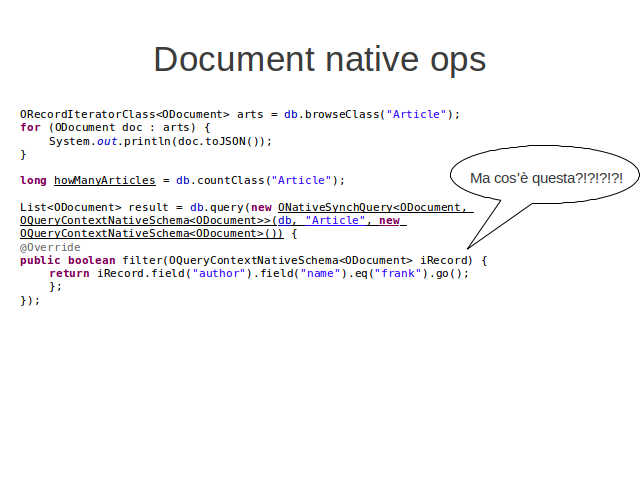 Document native ops
ORecordIteratorClass<ODocument> arts = db.browseClass("Article");
for (ODocument doc : arts) {
System.out.println(doc.toJSON());
}
long howManyArticles = db.countClass("Article");
Ma cos'è questa?!?!?!?!
List<ODocument> result = db.query(new ONativeSynchQuery<ODocument,
OQueryContextNativeSchema<ODocument>>(db, "Article", new
OQueryContextNativeSchema<ODocument>()) {
@Override
public boolean filter(OQueryContextNativeSchema<ODocument> iRecord) {
return iRecord.field("author").field("name").eq("frank").go();
};
});